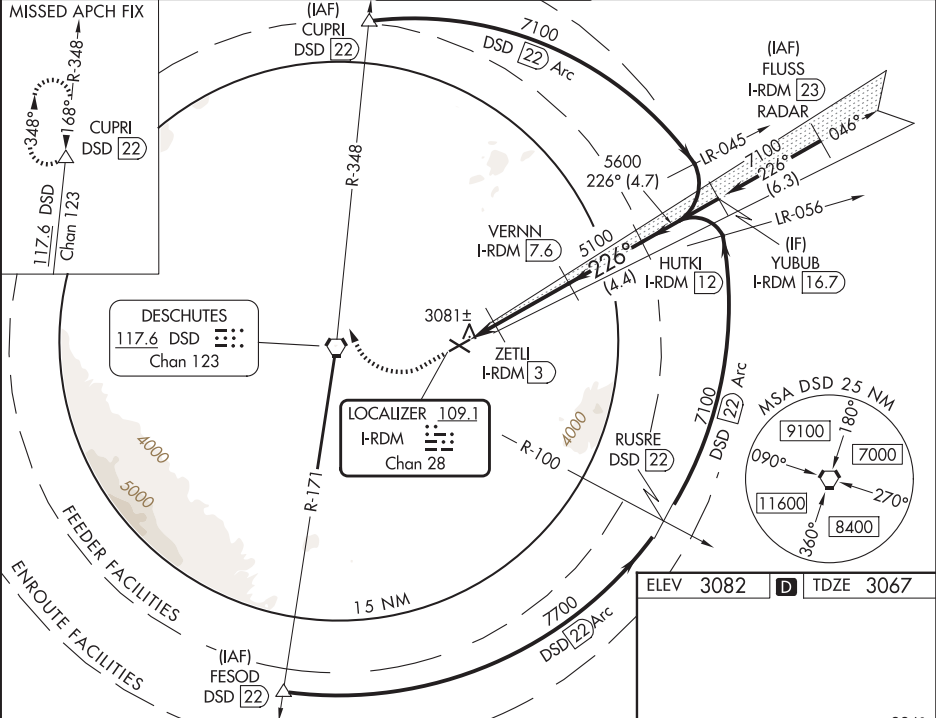 MISSED APCH FIX
R-348
348°
168°
CUPRI
DSD 22
117.6 DSD
Chan 123
(IAF)
CUPRI
DSD 22
7100
DSD 22 Arc
R-348
(IAF)
FLUSS
I-RDM 23
RADAR
046°
7100
226°
(6.3)
LR-045
5600
226° (4.7)
LR-056
VERNN
I-RDM 7.6
5100
226°
(4.4)
HUTKI
I-RDM 12
(IF)
YUBUB
I-RDM 16.7
DESCHUTES
117.6 DSD
Chan 123
3081±
ZETLI
I-RDM 3
LOCALIZER 109.1
I-RDM
Chan 28
4000
R-100
RUSRE
DSD 22
7100
DSD 22 Arc
MSA DSD 25 NM
180°
9100
7000
090°
270°
11600
8400
360°
4000
5000
R-171
FEEDER FACILITIES
ENROUTE FACILITIES
15 NM
7700
DSD 22 Arc
(IAF)
FESOD
DSD 22
ELEV 3082 D TDZE 3067